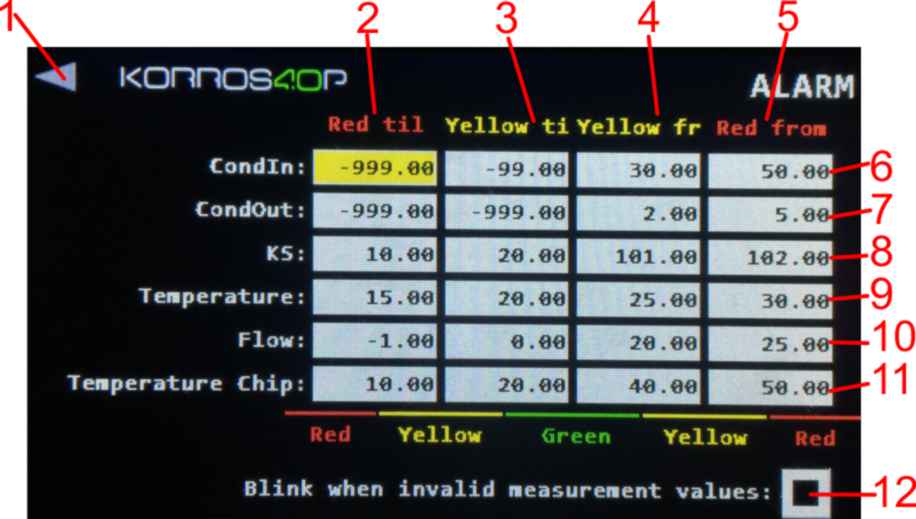 1 2 3 4 5
KORROS4.0P ALARM
Red til Yellow ti Yellow fr Red from
CondIn: -999.00 -99.00 30.00 50.00 6
CondOut: -999.00 -999.00 2.00 5.00 7
KS: 10.00 20.00 101.00 102.00 8
Temperature: 15.00 20.00 25.00 30.00 9
Flow: -1.00 0.00 20.00 25.00 10
Temperature Chip: 10.00 20.00 40.00 50.00 11
Red Yellow Green Yellow Red
Blink when invalid measurement values: 12